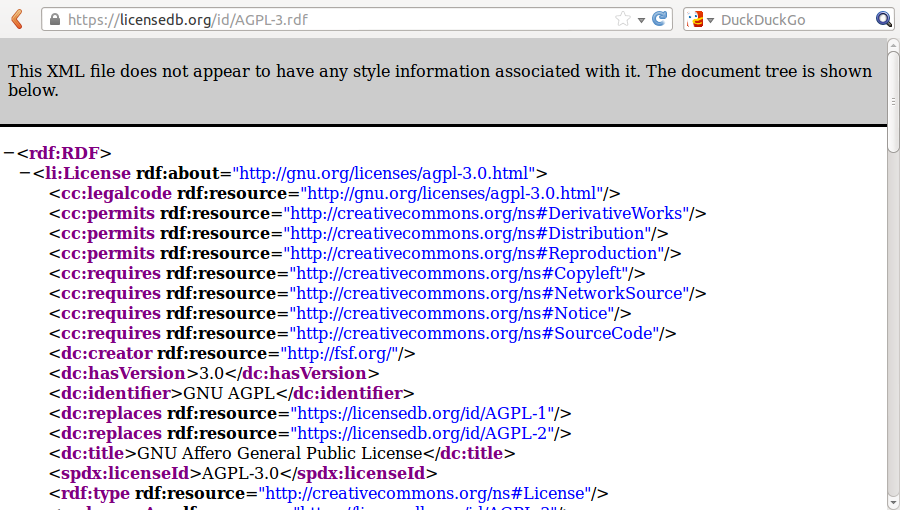 https://licensedb.org/id/AGPL-3.rdf DuckDuckGo
This XML file does not appear to have any style information associated with it. The document tree is shown
below.
−<rdf:RDF>
−<li:License rdf:about="http://gnu.org/licenses/agpl-3.0.html">
<cc:legalcode rdf:resource="http://gnu.org/licenses/agpl-3.0.html"/>
<cc:permits rdf:resource="http://creativecommons.org/ns#DerivativeWorks"/>
<cc:permits rdf:resource="http://creativecommons.org/ns#Distribution"/>
<cc:permits rdf:resource="http://creativecommons.org/ns#Reproduction"/>
<cc:requires rdf:resource="http://creativecommons.org/ns#Copyleft"/>
<cc:requires rdf:resource="http://creativecommons.org/ns#NetworkSource"/>
<cc:requires rdf:resource="http://creativecommons.org/ns#Notice"/>
<cc:requires rdf:resource="http://creativecommons.org/ns#SourceCode"/>
<dc:creator rdf:resource="http://fsf.org/"/>
<dc:hasVersion>3.0</dc:hasVersion>
<dc:identifier>GNU AGPL</dc:identifier>
<dc:replaces rdf:resource="https://licensedb.org/id/AGPL-1"/>
<dc:replaces rdf:resource="https://licensedb.org/id/AGPL-2"/>
<dc:title>GNU Affero General Public License</dc:title>
<spdx:licenseId>AGPL-3.0</spdx:licenseId>
<rdf:type rdf:resource="http://creativecommons.org/ns#License"/>